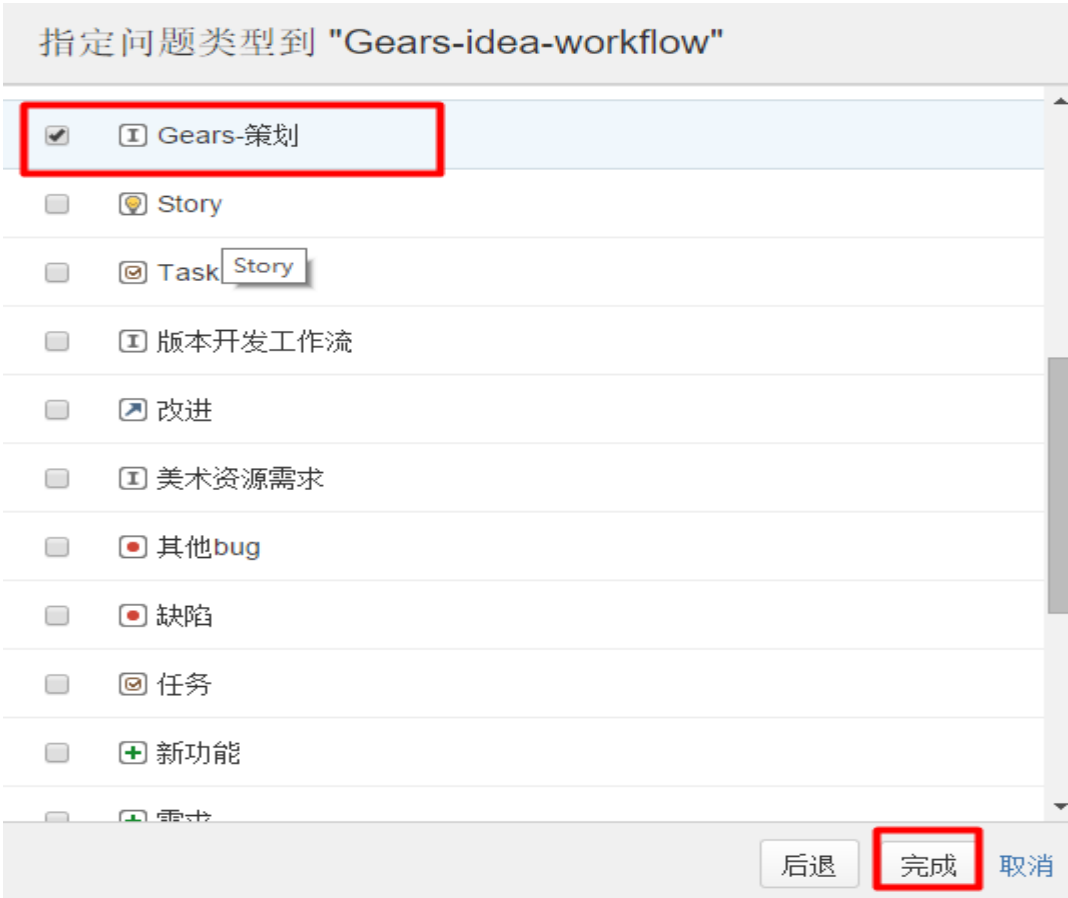 指定问题类型到 "Gears-idea-workflow"
Gears-策划
Story
Task
Story
版本开发工作流
改进
美术资源需求
其他bug
缺陷
任务
新功能
需求
后退
完成
取消